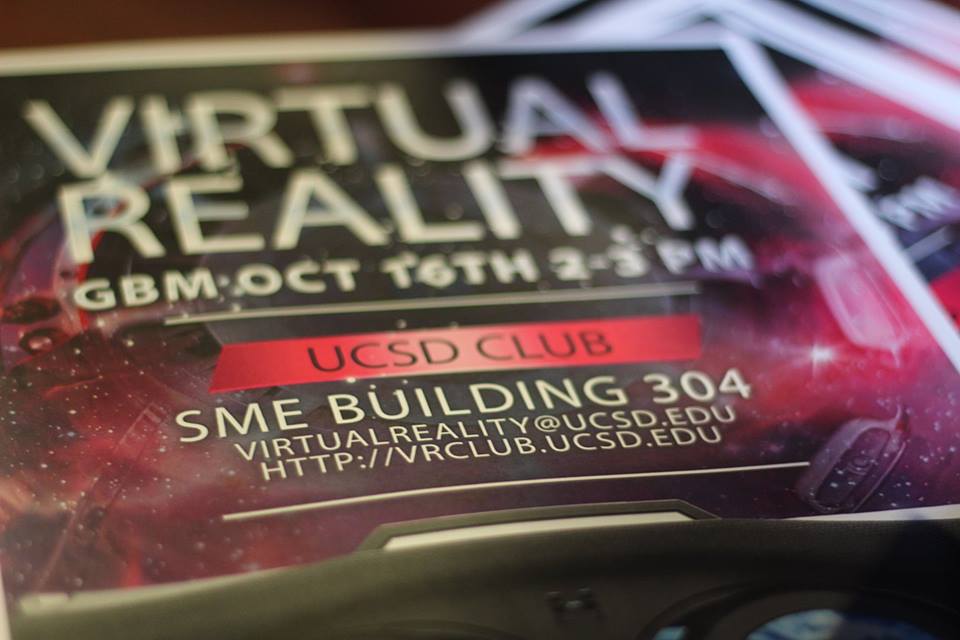 VIRTUAL
REALITY
GBM OCT 16TH 2-3 PM
UCSD CLUB
SME BUILDING 304
VIRTUALREALITY@UCSD.EDU
HTTP://VRCLUB.UCSD.EDU
PM